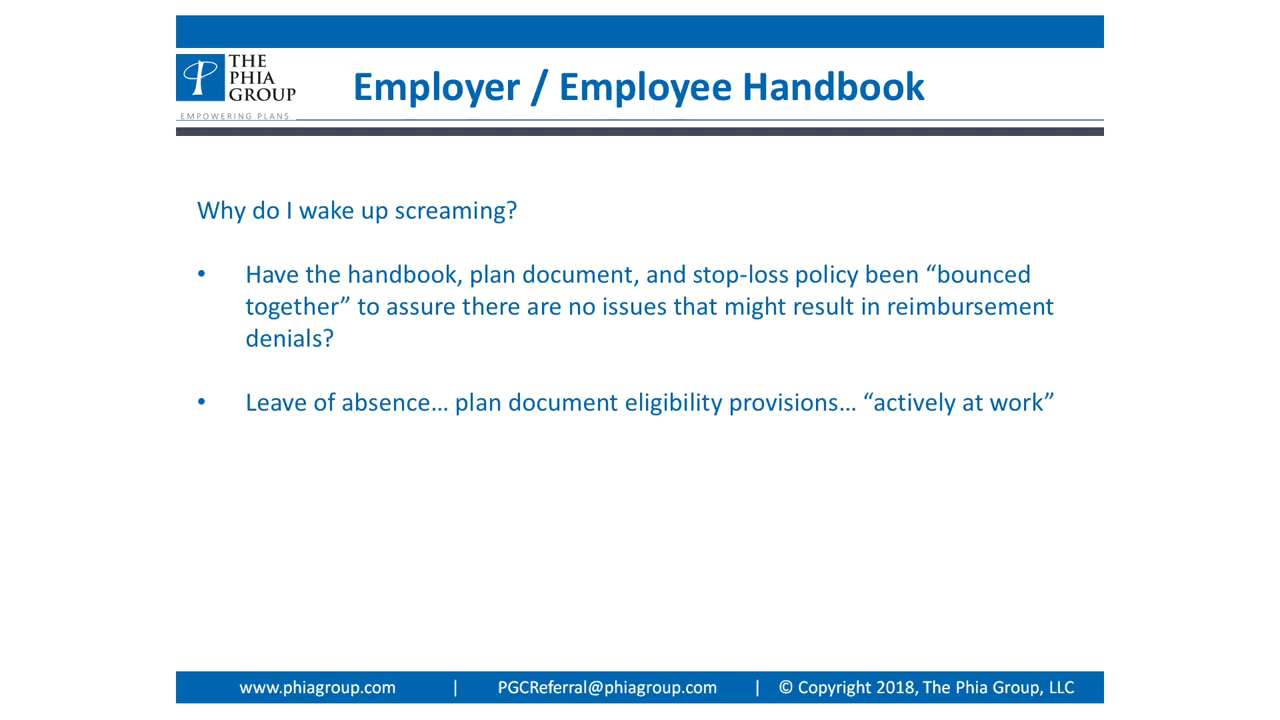 THE
PHIA
GROUP
EMPOWERING PLANS
Employer / Employee Handbook
Why do I wake up screaming?
• Have the handbook, plan document, and stop-loss policy been “bounced
together” to assure there are no issues that might result in reimbursement
denials?
• Leave of absence… plan document eligibility provisions… “actively at work”
www.phiagroup.com | PGCReferral@phiagroup.com | © Copyright 2018, The Phia Group, LLC